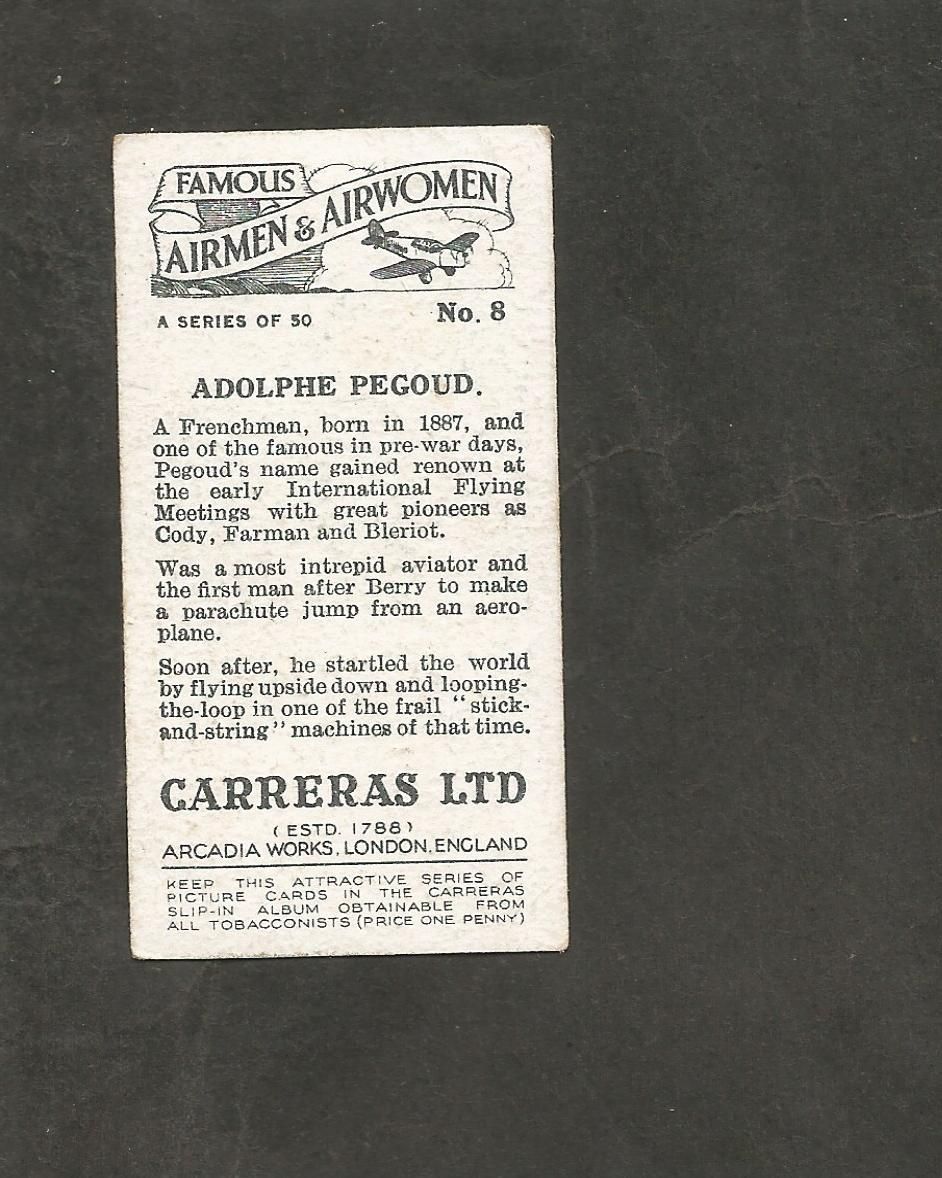 FAMOUS
AIRMEN & AIRWOMEN
A SERIES OF 50
No. 8
ADOLPHE PEGOUD.
A Frenchman, born in 1887, and
one of the famous in pre-war days,
Pegoud's name gained renown at
the early International Flying
Meetings with great pioneers as
Cody, Farman and Bleriot.
Was a most intrepid aviator and
the first man after Berry to make
a parachute jump from an aero-
plane.
Soon after, he startled the world
by flying upside down and looping-
the-loop in one of the frail "stick-
and-string" machines of that time.
CARRERAS LTD
(ESTD. 1788)
ARCADIA WORKS, LONDON, ENGLAND
KEEP THIS ATTRACTIVE SERIES OF
PICTURE CARDS IN THE CARRERAS
SLIP-IN ALBUM OBTAINABLE FROM
ALL TOBACCONISTS (PRICE ONE PENNY)